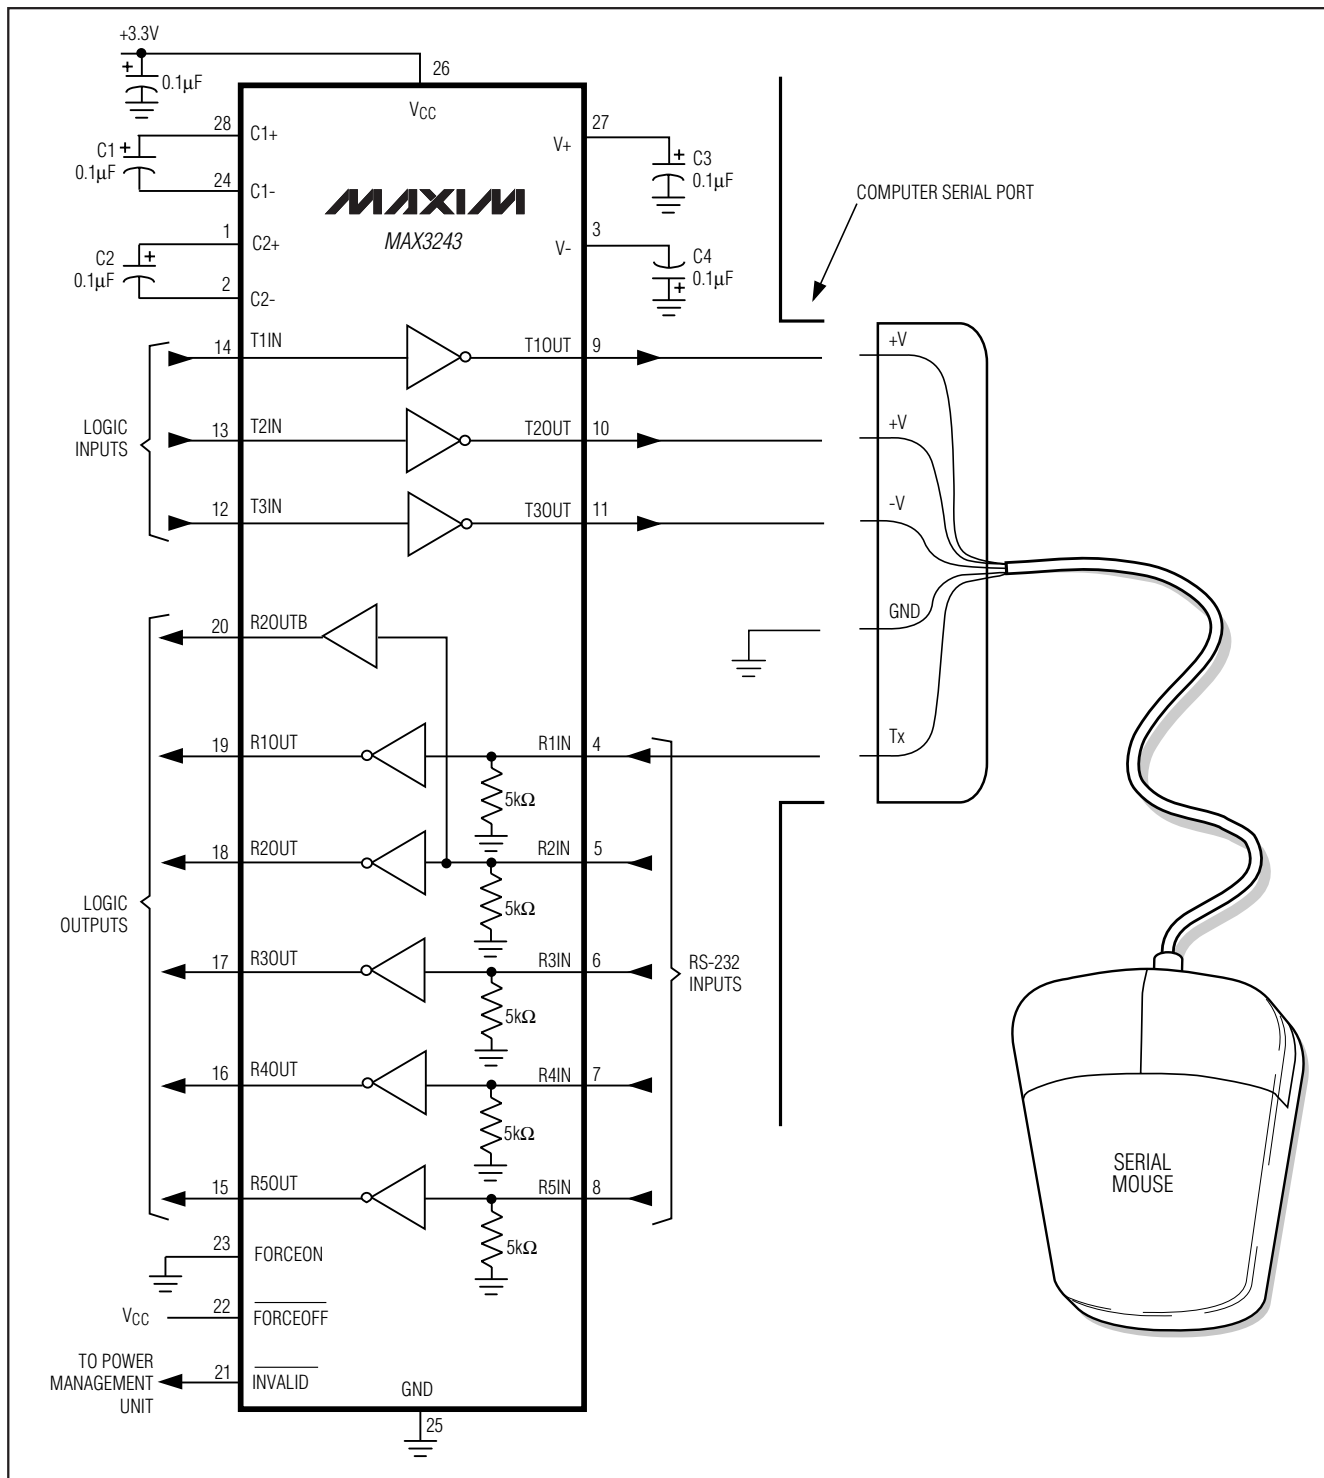 +3.3V
+
0.1μF
26
VCC
28
C1+
C1
+
0.1μF
24
C1-
27
V+
+
C3
0.1μF
MAXIM
MAX3243
1
C2+
C2
+
0.1μF
2
C2-
3
V-
C4
0.1μF
+
COMPUTER SERIAL PORT
LOGIC
INPUTS
14
T1IN
T1OUT
9
+V
13
T2IN
T2OUT
10
+V
12
T3IN
T3OUT
11
-V
GND
Tx
LOGIC
OUTPUTS
20
R2OUTB
19
R1OUT
R1IN
4
5kΩ
18
R2OUT
R2IN
5
5kΩ
17
R3OUT
R3IN
6
5kΩ
RS-232
INPUTS
16
R4OUT
R4IN
7
5kΩ
15
R5OUT
R5IN
8
5kΩ
23
FORCEON
VCC
22
FORCEOFF
TO POWER
MANAGEMENT
UNIT
21
INVALID
GND
25
SERIAL
MOUSE